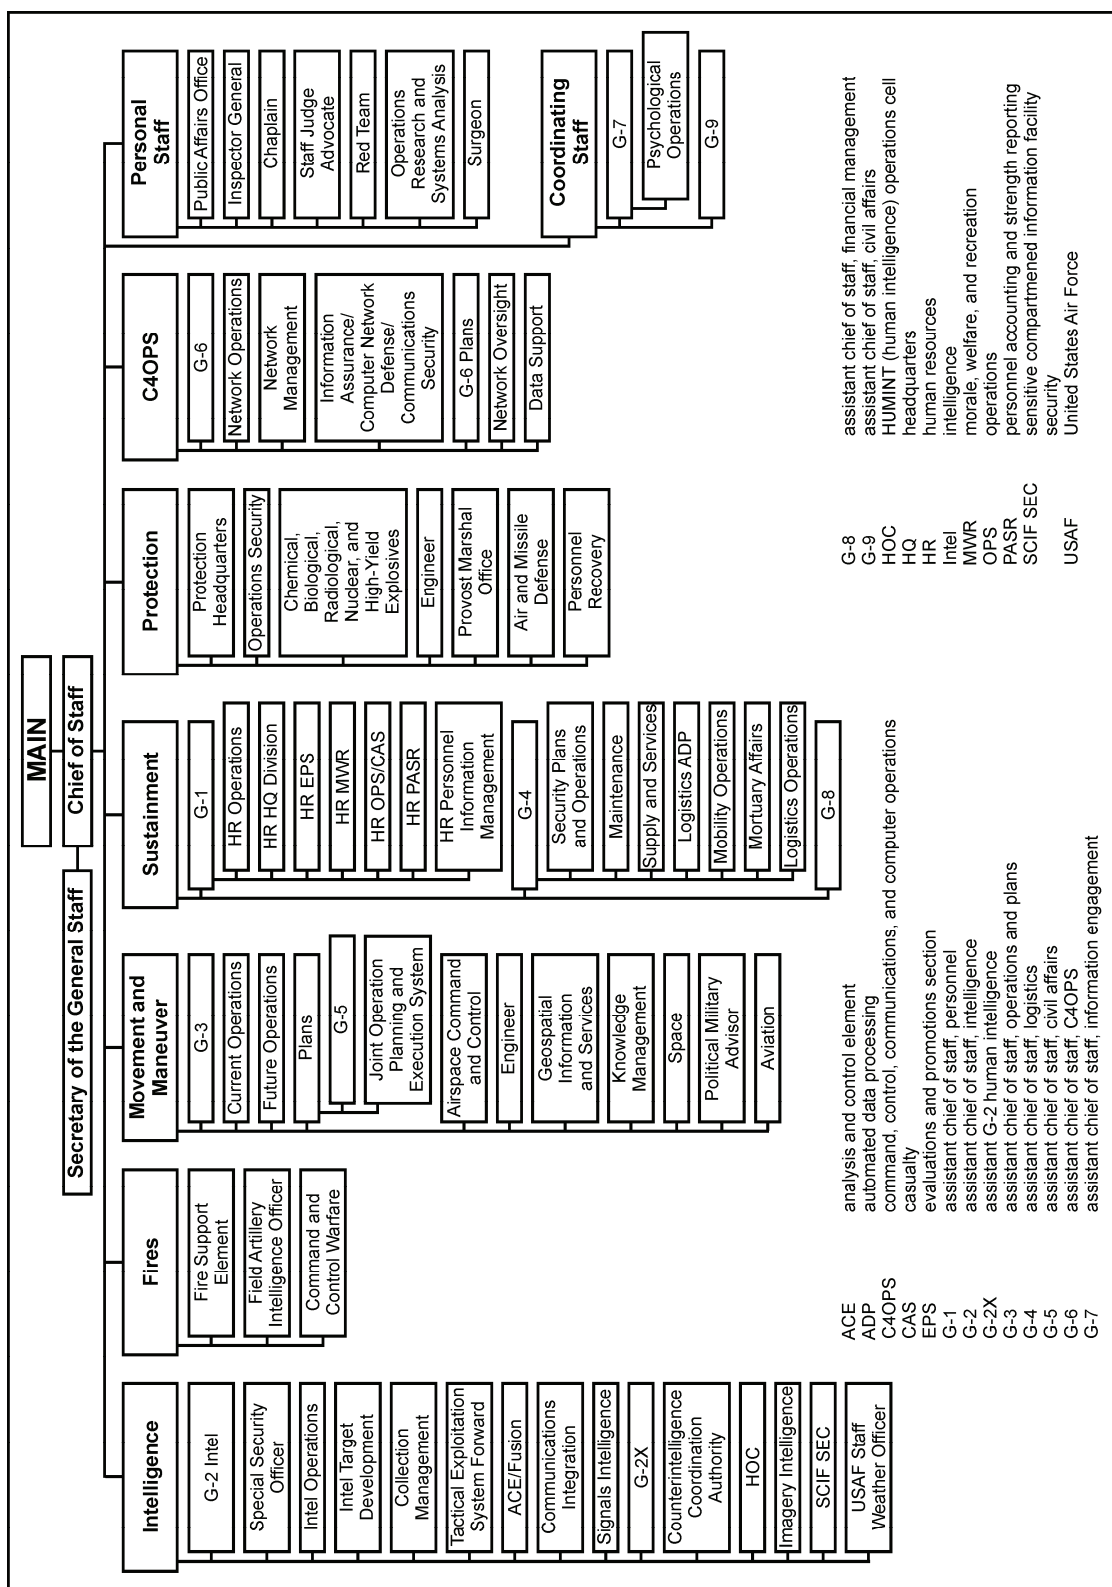 MAIN
Secretary of the General Staff
Chief of Staff
Intelligence
G-2 Intel
Special Security
Officer
Intel Operations
Intel Target
Development
Collection
Management
Tactical Exploitation
System Forward
ACE/Fusion
Communications
Integration
Signals Intelligence
G-2X
Counterintelligence
Coordination
Authority
HOC
Imagery Intelligence
SCIF SEC
USAF Staff
Weather Officer
Fires
Fire Support
Element
Field Artillery
Intelligence Officer
Command and
Control Warfare
Movement and
Maneuver
G-3
Current Operations
Future Operations
Plans
G-5
Joint Operation
Planning and
Execution System
Airspace Command
and Control
Engineer
Geospatial
Information
and Services
Knowledge
Management
Space
Political Military
Advisor
Aviation
Sustainment
G-1
HR Operations
HR HQ Division
HR EPS
HR MWR
HR OPS/CAS
HR PASR
HR Personnel
Information
Management
G-4
Security Plans
and Operations
Maintenance
Supply and Services
Logistics ADP
Mobility Operations
Mortuary Affairs
Logistics Operations
G-8
Protection
Protection
Headquarters
Operations Security
Chemical,
Biological,
Radiological,
Nuclear, and
High-Yield
Explosives
Engineer
Provost Marshal
Office
Air and Missile
Defense
Personnel
Recovery
C4OPS
G-6
Network Operations
Network
Management
Information
Assurance/
Computer Network
Defense/
Communications
Security
G-6 Plans
Network Oversight
Data Support
Personal
Staff
Public Affairs Office
Inspector General
Chaplain
Staff Judge
Advocate
Red Team
Operations
Research and
Systems Analysis
Surgeon
Coordinating
Staff
G-7
Psychological
Operations
G-9
ACE analysis and control element
ADP automated data processing
C4OPS command, control, communications, and computer operations
CAS casualty
EPS evaluations and promotions section
G-1 assistant chief of staff, personnel
G-2 assistant chief of staff, intelligence
G-2X assistant G-2 human intelligence
G-3 assistant chief of staff, operations and plans
G-4 assistant chief of staff, logistics
G-5 assistant chief of staff, civil affairs
G-6 assistant chief of staff, C4OPS
G-7 assistant chief of staff, information engagement
G-8 assistant chief of staff, financial management
G-9 assistant chief of staff, civil affairs
HOC HUMINT (human intelligence) operations cell
HQ headquarters
HR human resources
Intel intelligence
MWR morale, welfare, and recreation
OPS operations
PASR personnel accounting and strength reporting
SCIF SEC sensitive compartmented information facility
security
USAF United States Air Force